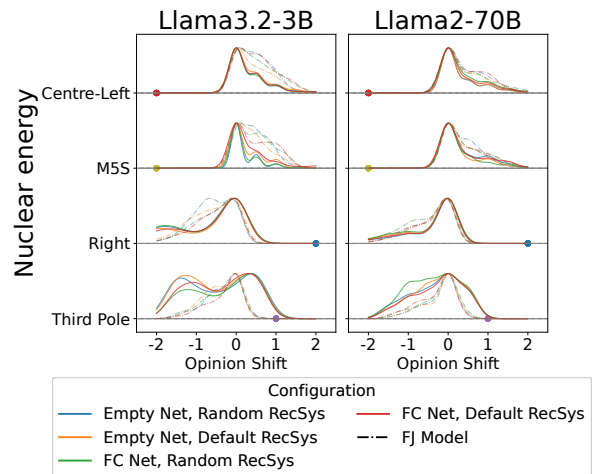 Llama3.2-3B Llama2-70B
Nuclear energy
Centre-Left
M5S
Right
Third Pole
-2 -1 0 1 2 -2 -1 0 1 2
Opinion Shift Opinion Shift
Configuration
Empty Net, Random RecSys
Empty Net, Default RecSys
FC Net, Random RecSys
FC Net, Default RecSys
FJ Model